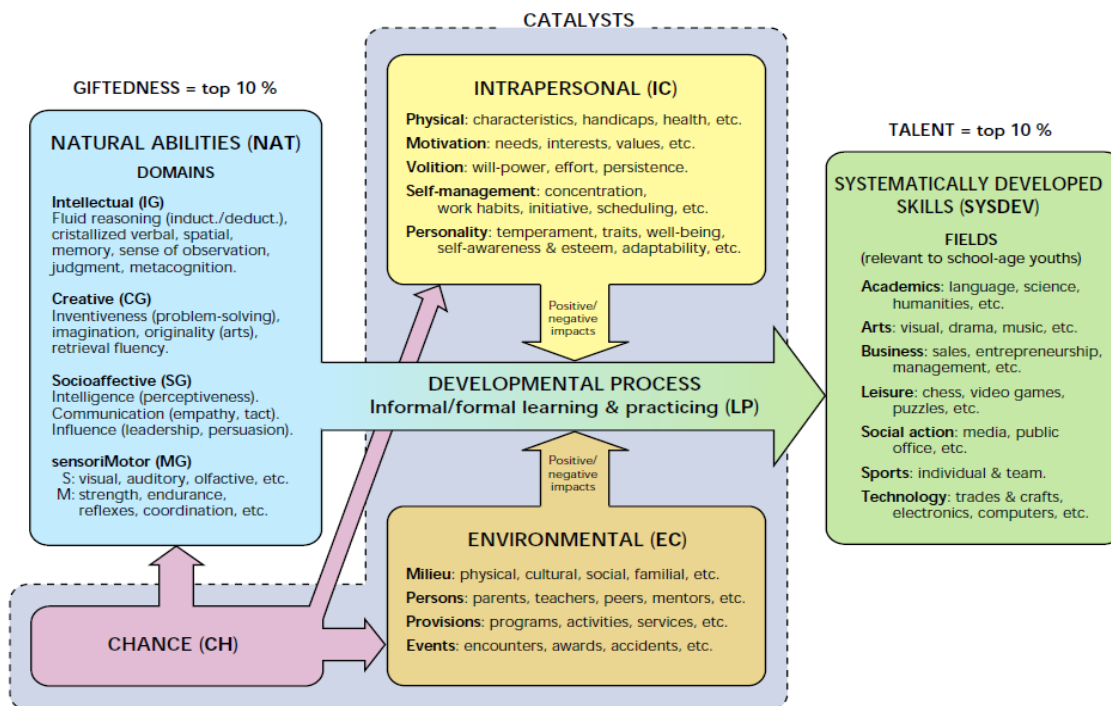 CATALYSTS
GIFTEDNESS = top 10 %
NATURAL ABILITIES (NAT)
DOMAINS
Intellectual (IG)
Fluid reasoning (induct./deduct.),
cristallized verbal, spatial,
memory, sense of observation,
judgment, metacognition.
Creative (CG)
Inventiveness (problem-solving),
imagination, originality (arts),
retrieval fluency.
Socioaffective (SG)
Intelligence (perceptiveness).
Communication (empathy, tact).
Influence (leadership, persuasion).
sensoriMotor (MG)
S: visual, auditory, olfactive, etc.
M: strength, endurance,
reflexes, coordination, etc.
CHANCE (CH)
INTRAPERSONAL (IC)
Physical: characteristics, handicaps, health, etc.
Motivation: needs, interests, values, etc.
Volition: will-power, effort, persistence.
Self-management: concentration,
work habits, initiative, scheduling, etc.
Personality: temperament, traits, well-being,
self-awareness & esteem, adaptability, etc.
Positive/
negative
impacts
DEVELOPMENTAL PROCESS
Informal/formal learning & practicing (LP)
Positive/
negative
impacts
ENVIRONMENTAL (EC)
Milieu: physical, cultural, social, familial, etc.
Persons: parents, teachers, peers, mentors, etc.
Provisions: programs, activities, services, etc.
Events: encounters, awards, accidents, etc.
TALENT = top 10 %
SYSTEMATICALLY DEVELOPED
SKILLS (SYSDEV)
FIELDS
(relevant to school-age youths)
Academics: language, science,
humanities, etc.
Arts: visual, drama, music, etc.
Business: sales, entrepreneurship,
management, etc.
Leisure: chess, video games,
puzzles, etc.
Social action: media, public
office, etc.
Sports: individual & team.
Technology: trades & crafts,
electronics, computers, etc.